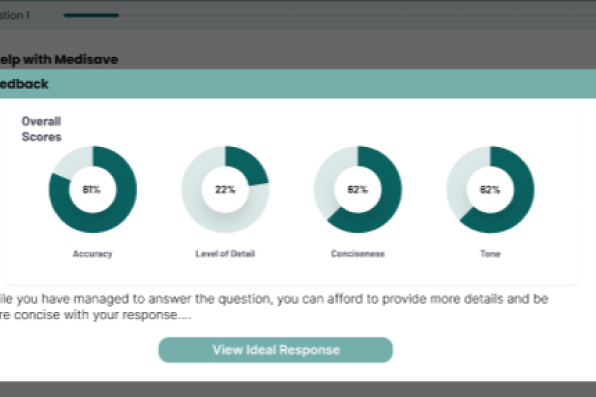 stion 1
elp with Medisave
edback
Overall
Scores
81%
22%
62%
62%
Accuracy
Level of Detail
Conciseness
Tone
ile you have managed to answer the question, you can afford to provide more details and be
re concise with your response....
View Ideal Response